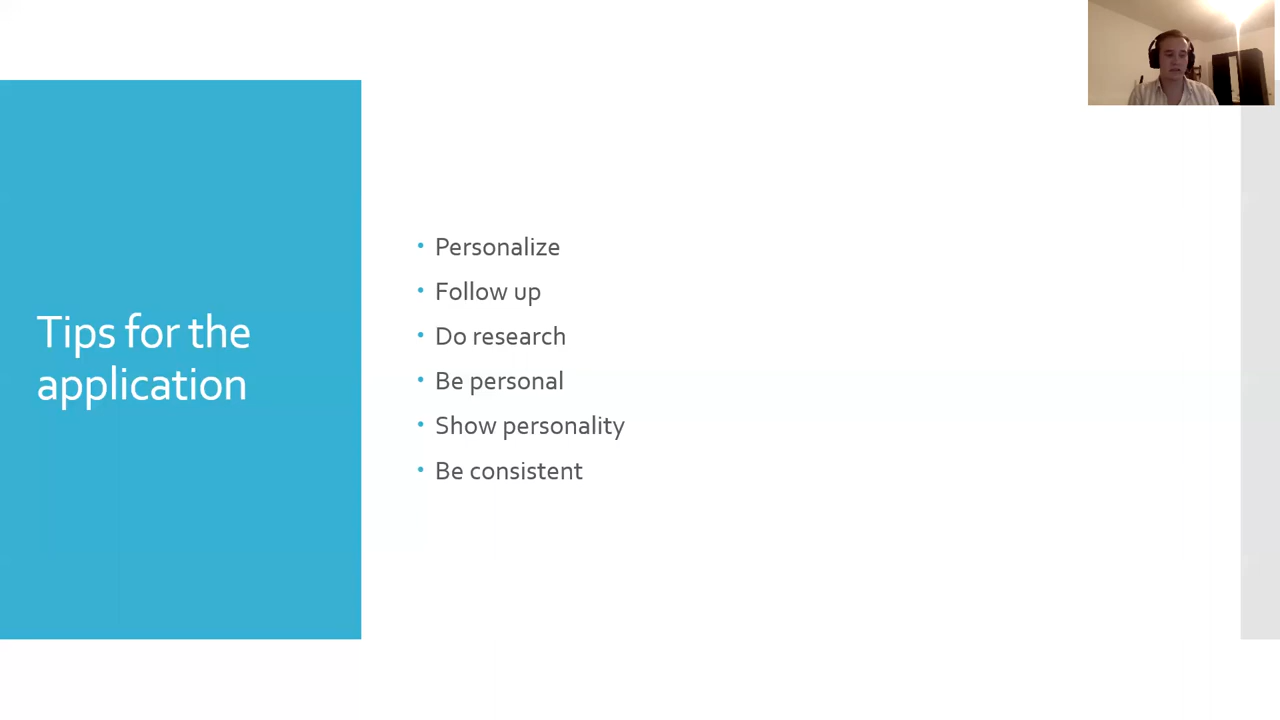 Tips for the
application
• Personalize
• Follow up
• Do research
• Be personal
• Show personality
• Be consistent